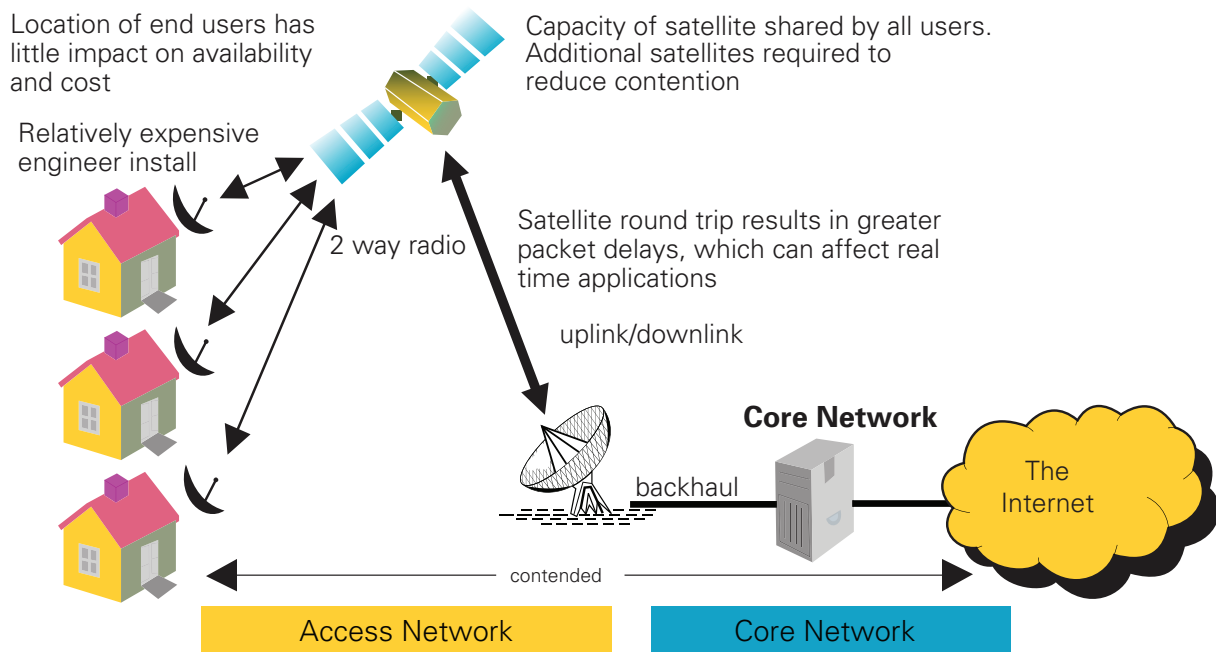 Location of end users has
little impact on availability
and cost
Capacity of satellite shared by all users.
Additional satellites required to
reduce contention
Relatively expensive
engineer install
2 way radio
Satellite round trip results in greater
packet delays, which can affect real
time applications
uplink/downlink
Core Network
backhaul
The
Internet
contended
Access Network
Core Network